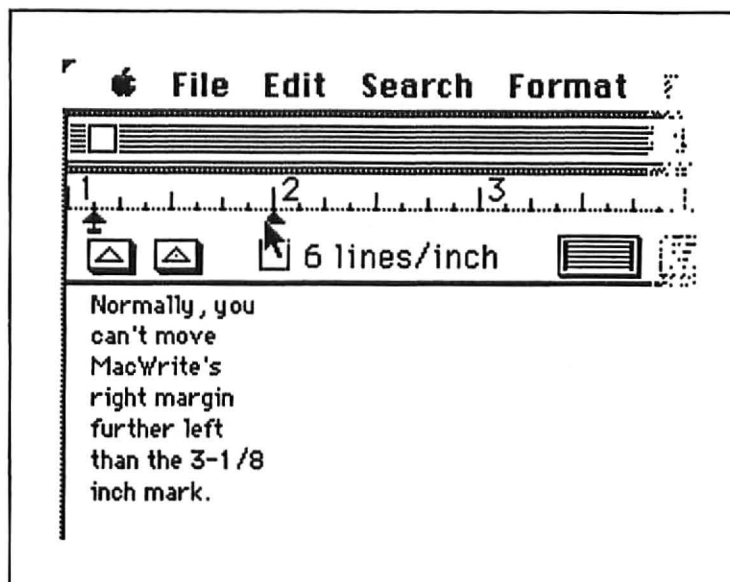 File Edit Search Format
1 2 3
6 lines/inch
Normally, you
can't move
MacWrite's
right margin
further left
than the 3-1/8
inch mark.